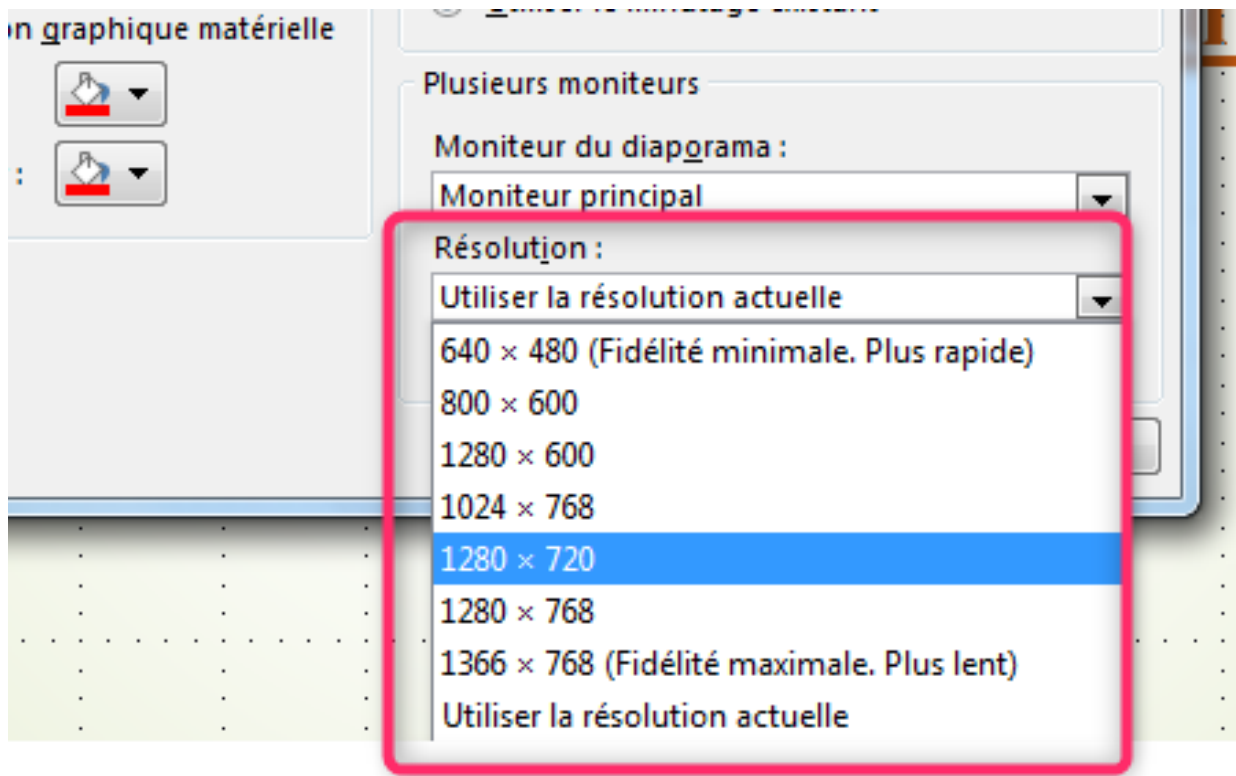 on graphique matérielle
Plusieurs moniteurs
Moniteur du diaporama :
:
Moniteur principal
Résolution :
Utiliser la résolution actuelle
640 × 480 (Fidélité minimale. Plus rapide)
800 × 600
1280 × 600
1024 × 768
1280 × 720
1280 × 768
1366 × 768 (Fidélité maximale. Plus lent)
Utiliser la résolution actuelle